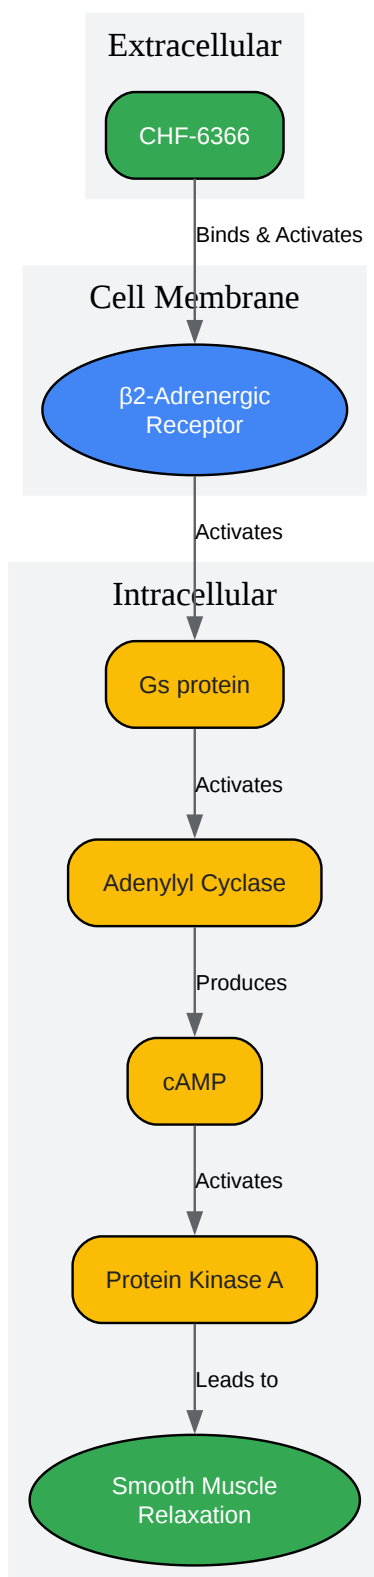 Extracellular
CHF-6366
Binds & Activates
Cell Membrane
β2-Adrenergic
Receptor
Activates
Intracellular
Gs protein
Activates
Adenylyl Cyclase
Produces
cAMP
Activates
Protein Kinase A
Leads to
Smooth Muscle
Relaxation